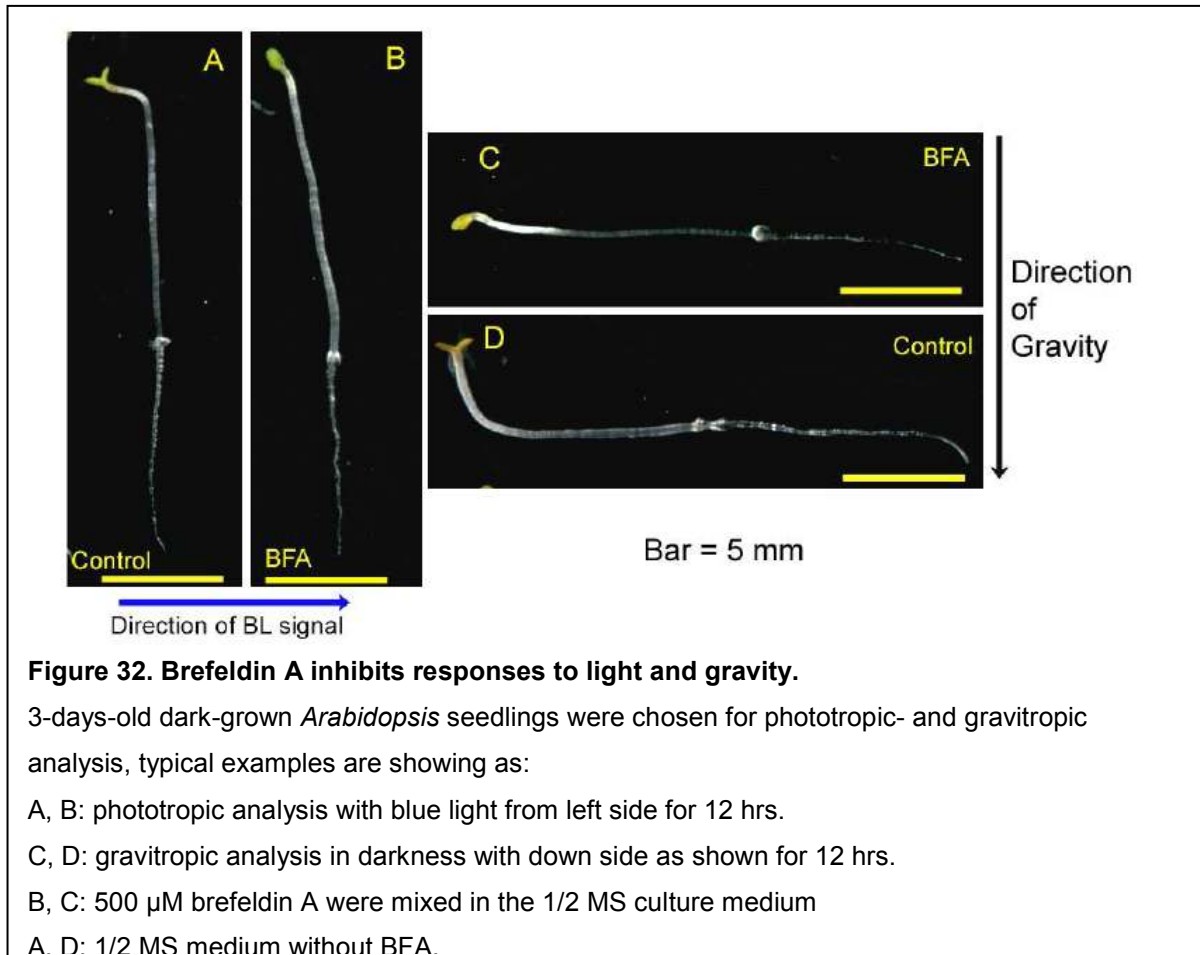 A
B
C
BFA
D
Control
Control
BFA
Direction
of
Gravity
Bar = 5 mm
Direction of BL signal
Figure 32. Brefeldin A inhibits responses to light and gravity.
3-days-old dark-grown Arabidopsis seedlings were chosen for phototropic- and gravitropic
analysis, typical examples are showing as:
A, B: phototropic analysis with blue light from left side for 12 hrs.
C, D: gravitropic analysis in darkness with down side as shown for 12 hrs.
B, C: 500 µM brefeldin A were mixed in the 1/2 MS culture medium
A, D: 1/2 MS medium without BFA.